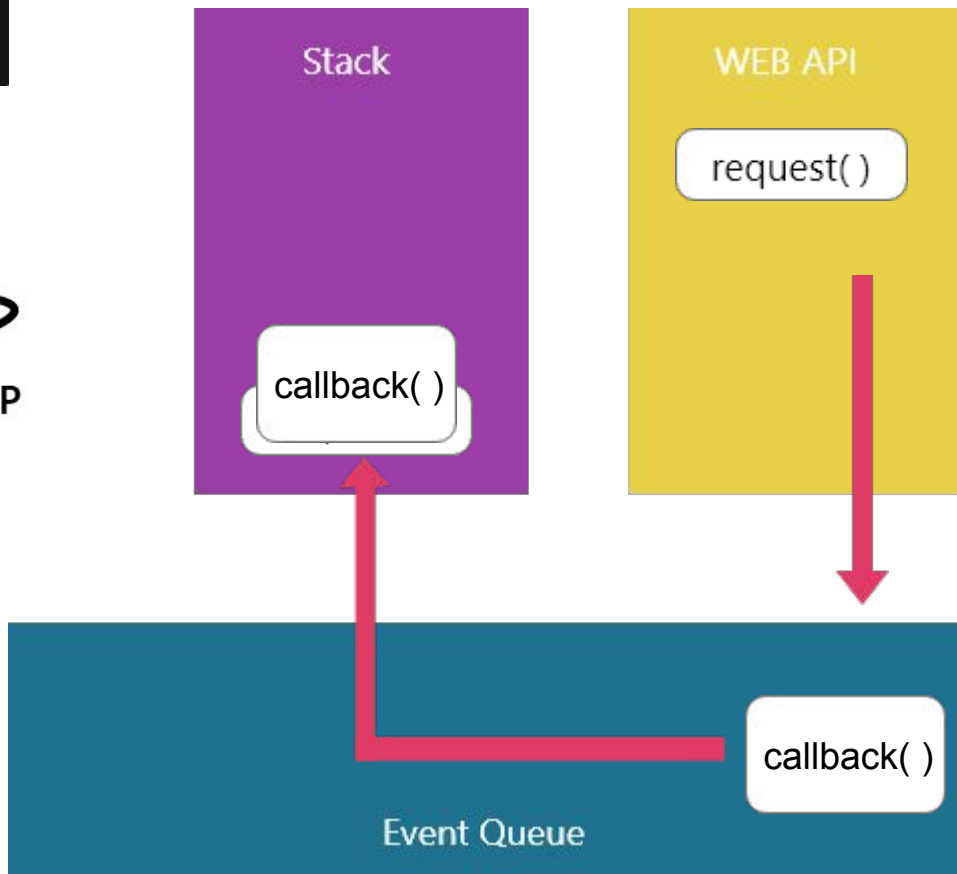 Stack
WEB API
request( )
callback( )
P
callback( )
Event Queue